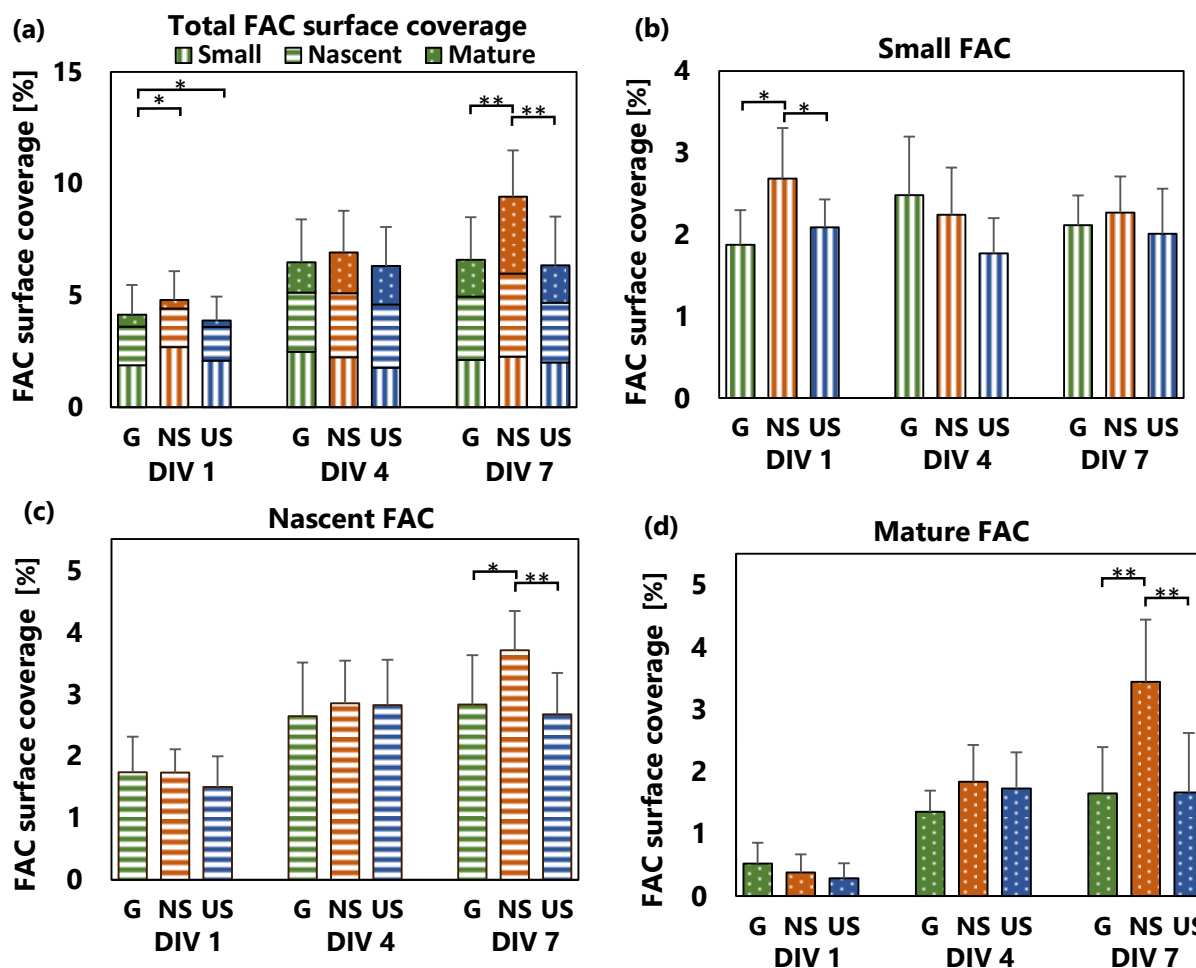 (a) Total FAC surface coverage
Small Nascent Mature
FAC surface coverage [%]
15
10
5
0
* * ** **
G NS US G NS US G NS US
DIV 1 DIV 4 DIV 7
(b) Small FAC
FAC surface coverage [%]
4
3
2
1
0
* *
G NS US G NS US G NS US
DIV 1 DIV 4 DIV 7
(c) Nascent FAC
FAC surface coverage [%]
5
4
3
2
1
0
* **
G NS US G NS US G NS US
DIV 1 DIV 4 DIV 7
(d) Mature FAC
FAC surface coverage [%]
5
4
3
2
1
0
** **
G NS US G NS US G NS US
DIV 1 DIV 4 DIV 7